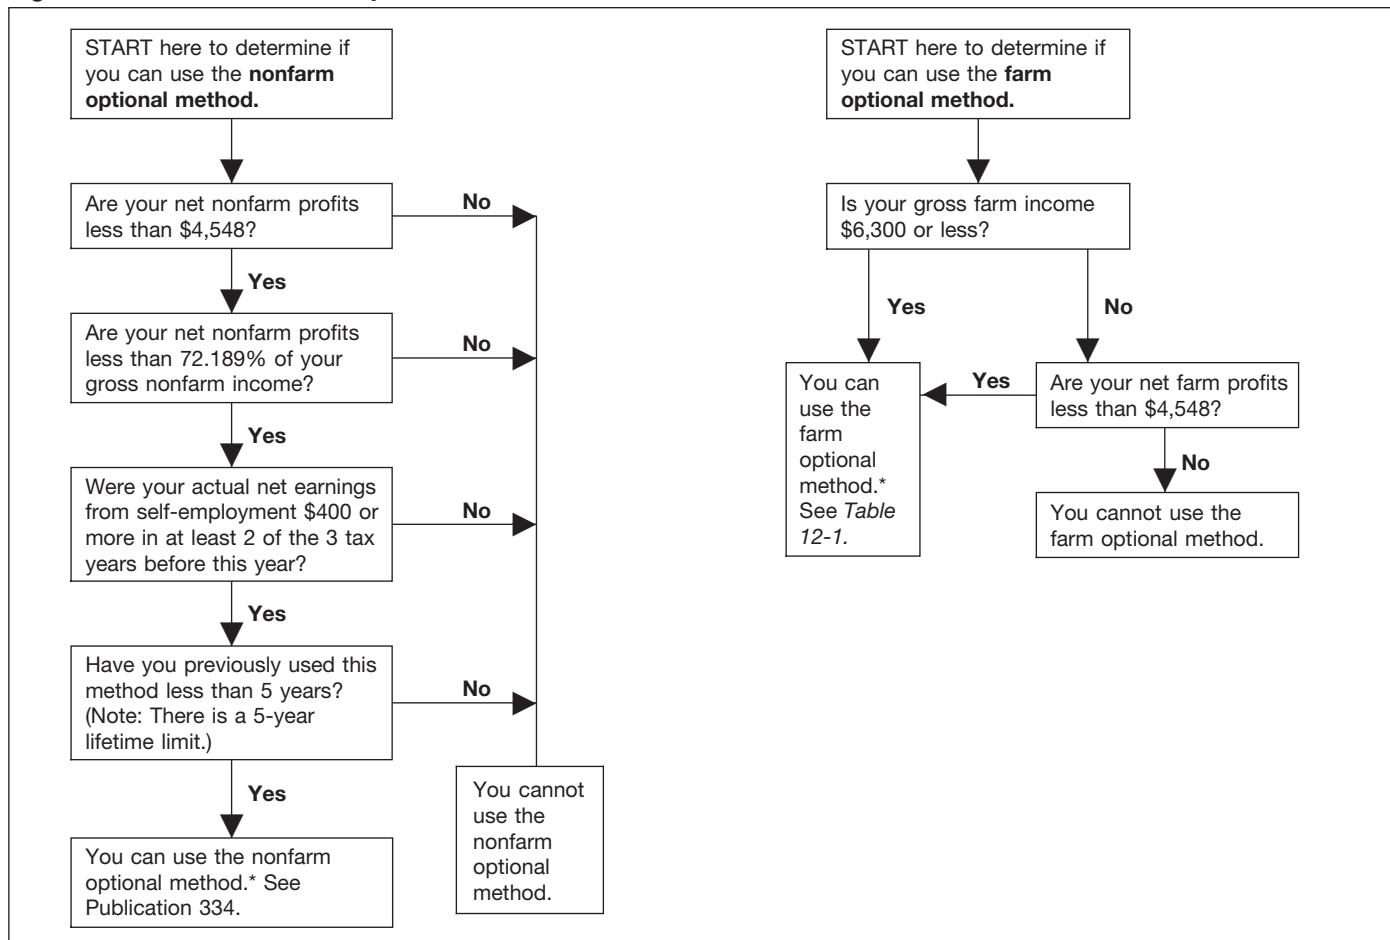 START here to determine if
you can use the nonfarm
optional method.
Are your net nonfarm profits
less than $4,548?
No
Yes
Are your net nonfarm profits
less than 72.189% of your
gross nonfarm income?
No
Yes
Were your actual net earnings
from self-employment $400 or
more in at least 2 of the 3 tax
years before this year?
No
Yes
Have you previously used this
method less than 5 years?
(Note: There is a 5-year
lifetime limit.)
No
Yes
You can use the nonfarm
optional method.* See
Publication 334.
You cannot
use the
nonfarm
optional
method.
START here to determine if
you can use the farm
optional method.
Is your gross farm income
$6,300 or less?
Yes
No
You can
use the
farm
optional
method.*
See Table
12-1.
Yes
Are your net farm profits
less than $4,548?
No
You cannot use the
farm optional method.